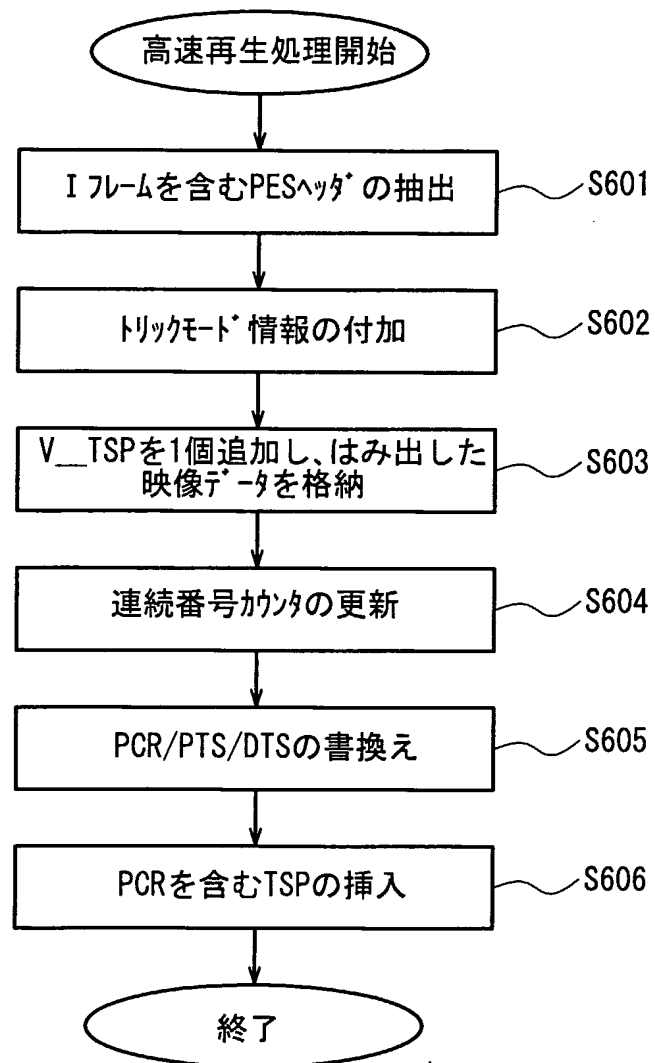 高速再生処理開始
I フレームを含むPESヘッダの抽出
S601
トリックモード情報の付加
S602
V__TSPを1個追加し、はみ出した
映像データを格納
S603
連続番号カウンタの更新
S604
PCR/PTS/DTSの書換え
S605
PCRを含むTSPの挿入
S606
終了